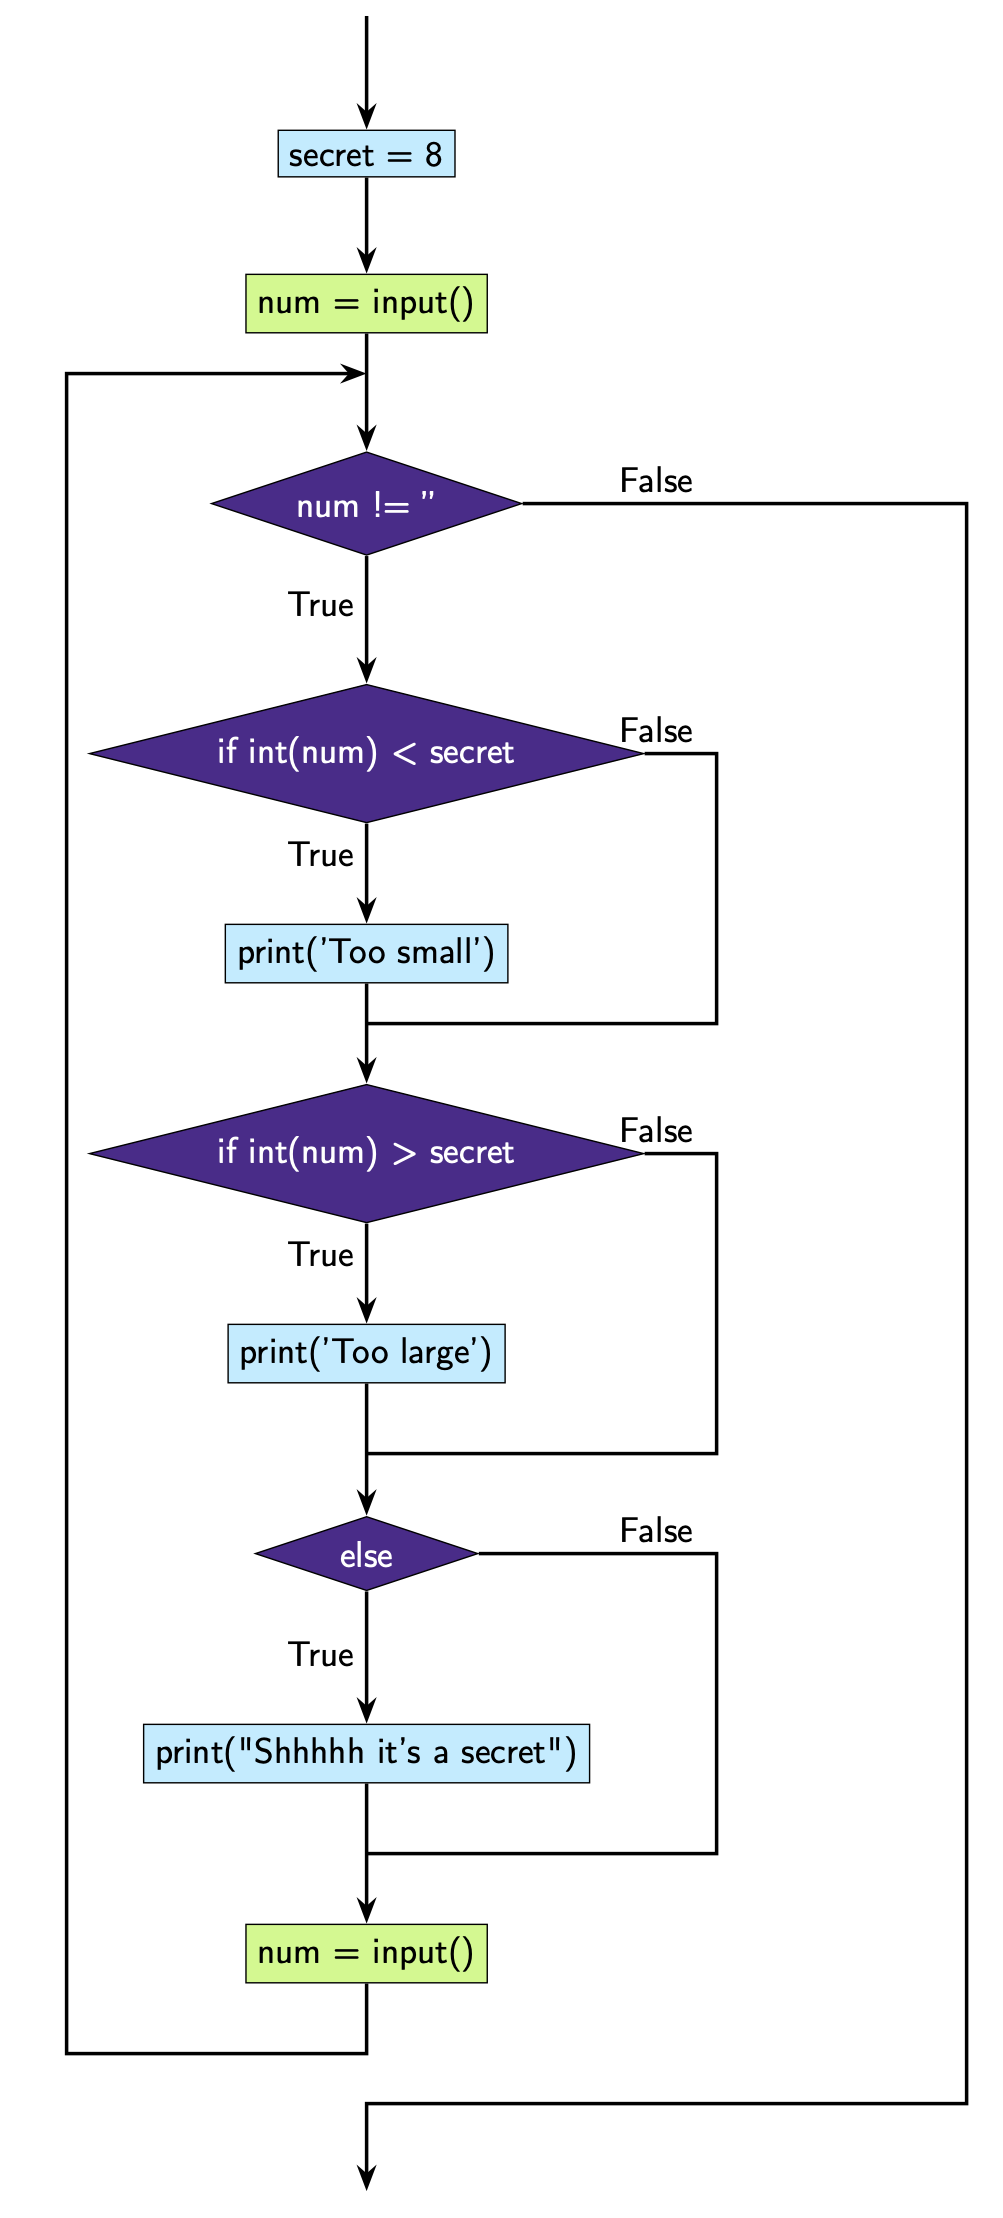 secret = 8
num = input()
num != ''
False
True
if int(num) < secret
False
True
print('Too small')
if int(num) > secret
False
True
print('Too large')
else
False
True
print("Shhhhh it's a secret")
num = input()